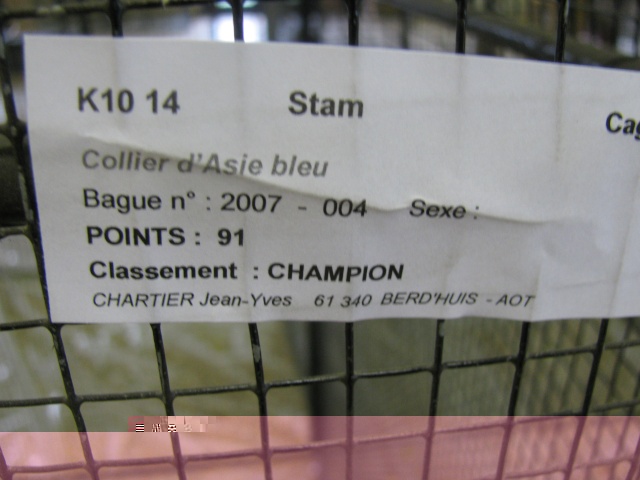 K10 14 Stam
Collier d'Asie bleu
Bague n° : 2007 - 004 Sexe :
POINTS : 91
Classement : CHAMPION
CHARTIER Jean-Yves 61 340 BERD'HUIS - AOT